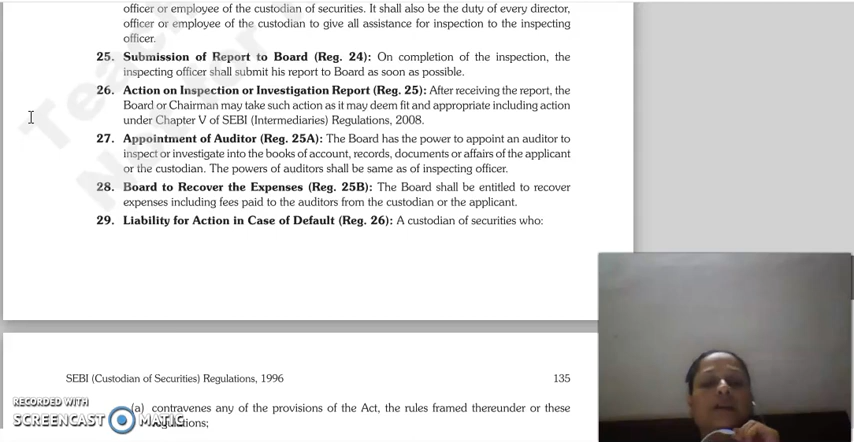 officer or employee of the custodian of securities. It shall also be the duty of every director,
officer or employee of the custodian to give all assistance for inspection to the inspecting
officer.
25. Submission of Report to Board (Reg. 24): On completion of the inspection, the
inspecting officer shall submit his report to Board as soon as possible.
26. Action on Inspection or Investigation Report (Reg. 25): After receiving the report, the
Board or Chairman may take such action as it may deem fit and appropriate including action
under Chapter V of SEBI (Intermediaries) Regulations, 2008.
27. Appointment of Auditor (Reg. 25A): The Board has the power to appoint an auditor to
inspect or investigate into the books of account, records, documents or affairs of the applicant
or the custodian. The powers of auditors shall be same as of inspecting officer.
28. Board to Recover the Expenses (Reg. 25B): The Board shall be entitled to recover
expenses including fees paid to the auditors from the custodian or the applicant.
29. Liability for Action in Case of Default (Reg. 26): A custodian of securities who:
SEBI (Custodian of Securities) Regulations, 1996 135
(a) contravenes any of the provisions of the Act, the rules framed thereunder or these
regulations;
RECORDED WITH
SCREENCAST MATIC